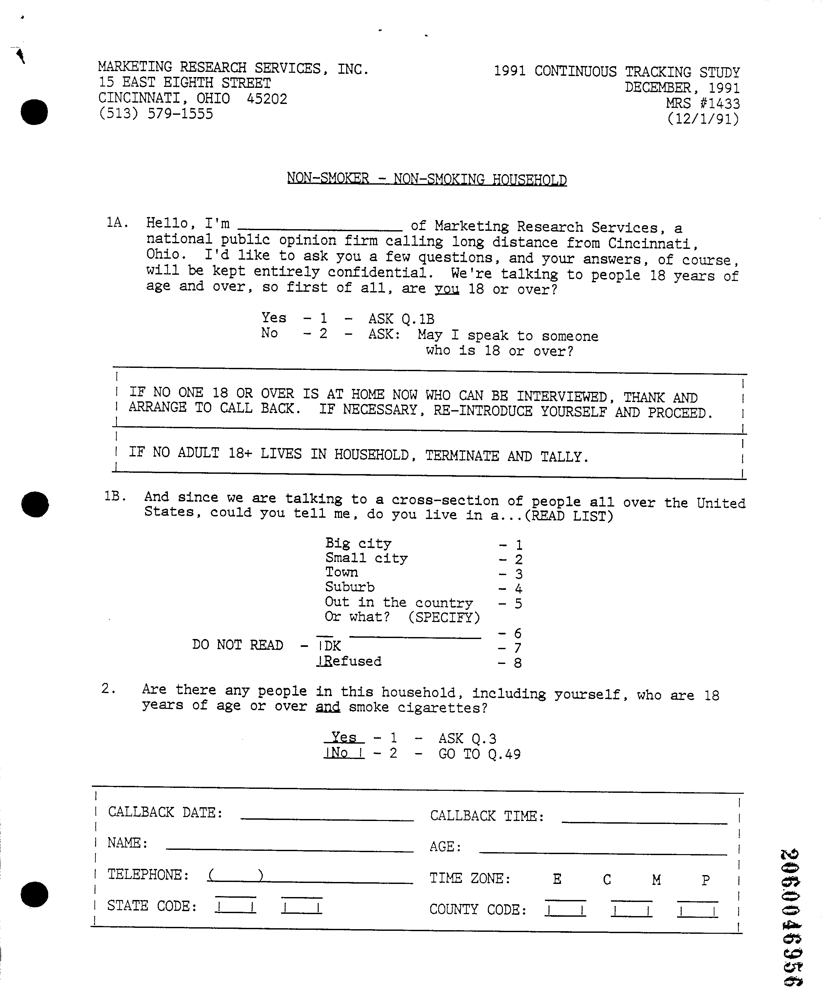 MARKETING RESEARCH SERVICES, INC.
15 EAST EIGHTH STREET
CINCINNATI, OHIO 45202
(513) 579-1555
1991 CONTINUOUS TRACKING STUDY
DECEMBER, 1991
MRS #1433
(12/1/91)
NON-SMOKER - NON-SMOKING HOUSEHOLD
1A. Hello, I'm ____________________ of Marketing Research Services, a
national public opinion firm calling long distance from Cincinnati,
Ohio. I'd like to ask you a few questions, and your answers, of course,
will be kept entirely confidential. We're talking to people 18 years of
age and over, so first of all, are you 18 or over?
Yes - 1 - ASK Q.1B
No - 2 - ASK: May I speak to someone
who is 18 or over?
IF NO ONE 18 OR OVER IS AT HOME NOW WHO CAN BE INTERVIEWED, THANK AND
ARRANGE TO CALL BACK. IF NECESSARY, RE-INTRODUCE YOURSELF AND PROCEED.
IF NO ADULT 18+ LIVES IN HOUSEHOLD, TERMINATE AND TALLY.
1B. And since we are talking to a cross-section of people all over the United
States, could you tell me, do you live in a...(READ LIST)
Big city - 1
Small city - 2
Town - 3
Suburb - 4
Out in the country - 5
Or what? (SPECIFY)
____________________ - 6
DO NOT READ - DK - 7
Refused - 8
2. Are there any people in this household, including yourself, who are 18
years of age or over and smoke cigarettes?
Yes - 1 - ASK Q.3
No - 2 - GO TO Q.49
CALLBACK DATE: ____________________ CALLBACK TIME: ____________________
NAME: ____________________ AGE: ____________________
TELEPHONE: (    )____________________ TIME ZONE: E C M P
STATE CODE: COUNTY CODE:
2060046956